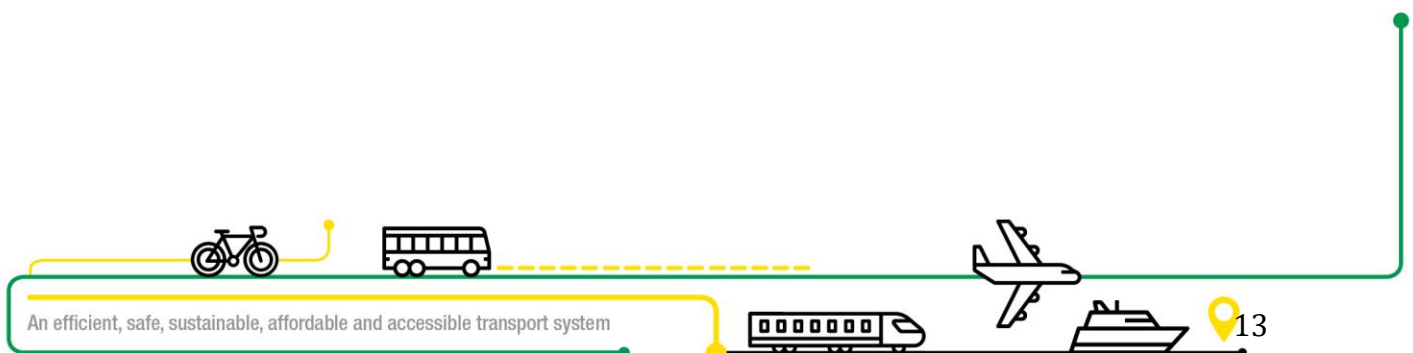 An efficient, safe, sustainable, affordable and accessible transport system
13